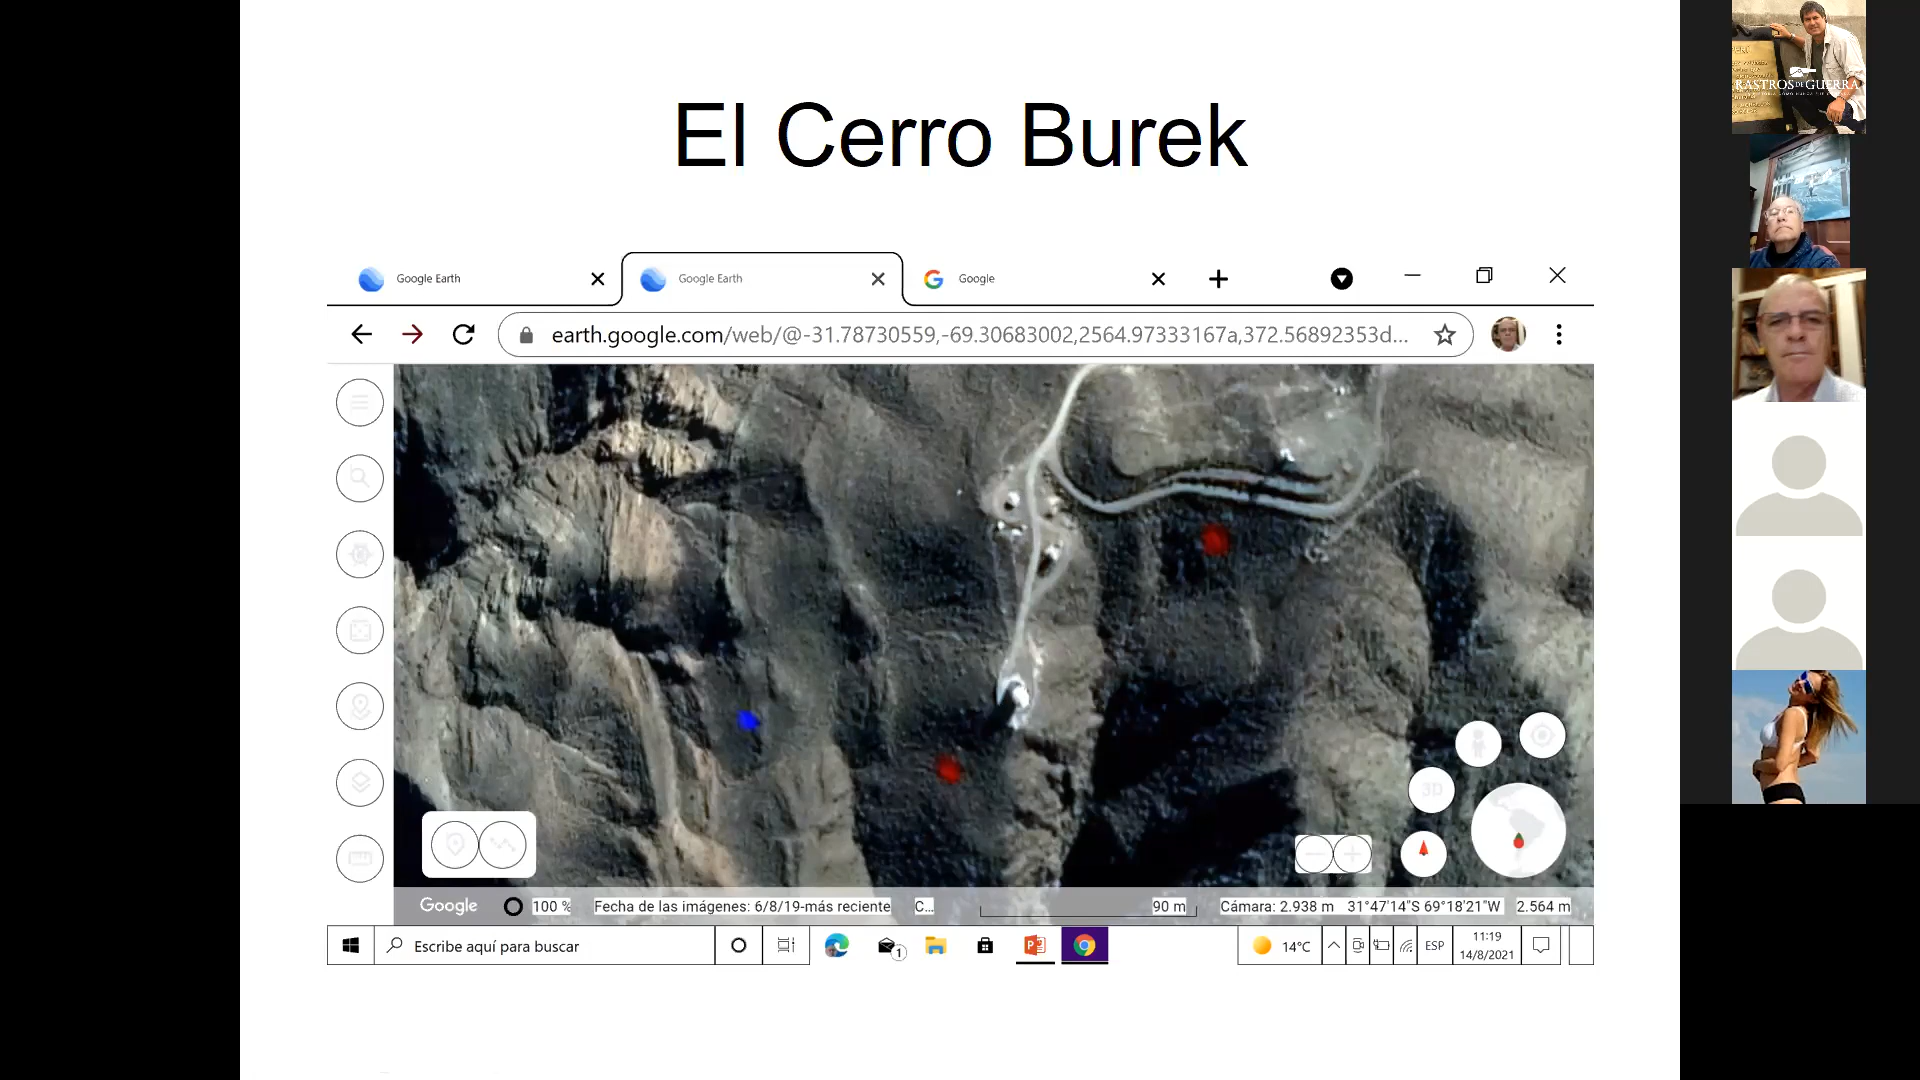 El Cerro Burek
Google Earth
Google Earth
Google
earth.google.com/web/@-31.78730559,-69.30683002,2564.97333167a,372.56892353d...
3D
Google
100 %
Fecha de las imágenes: 6/8/19-más reciente
C...
90 m
Cámara: 2.938 m 31°47'14"S 69°18'21"W 2.564 m
Escribe aquí para buscar
1
14°C
ESP
11:19
14/8/2021
RASTROS DE GUERRA